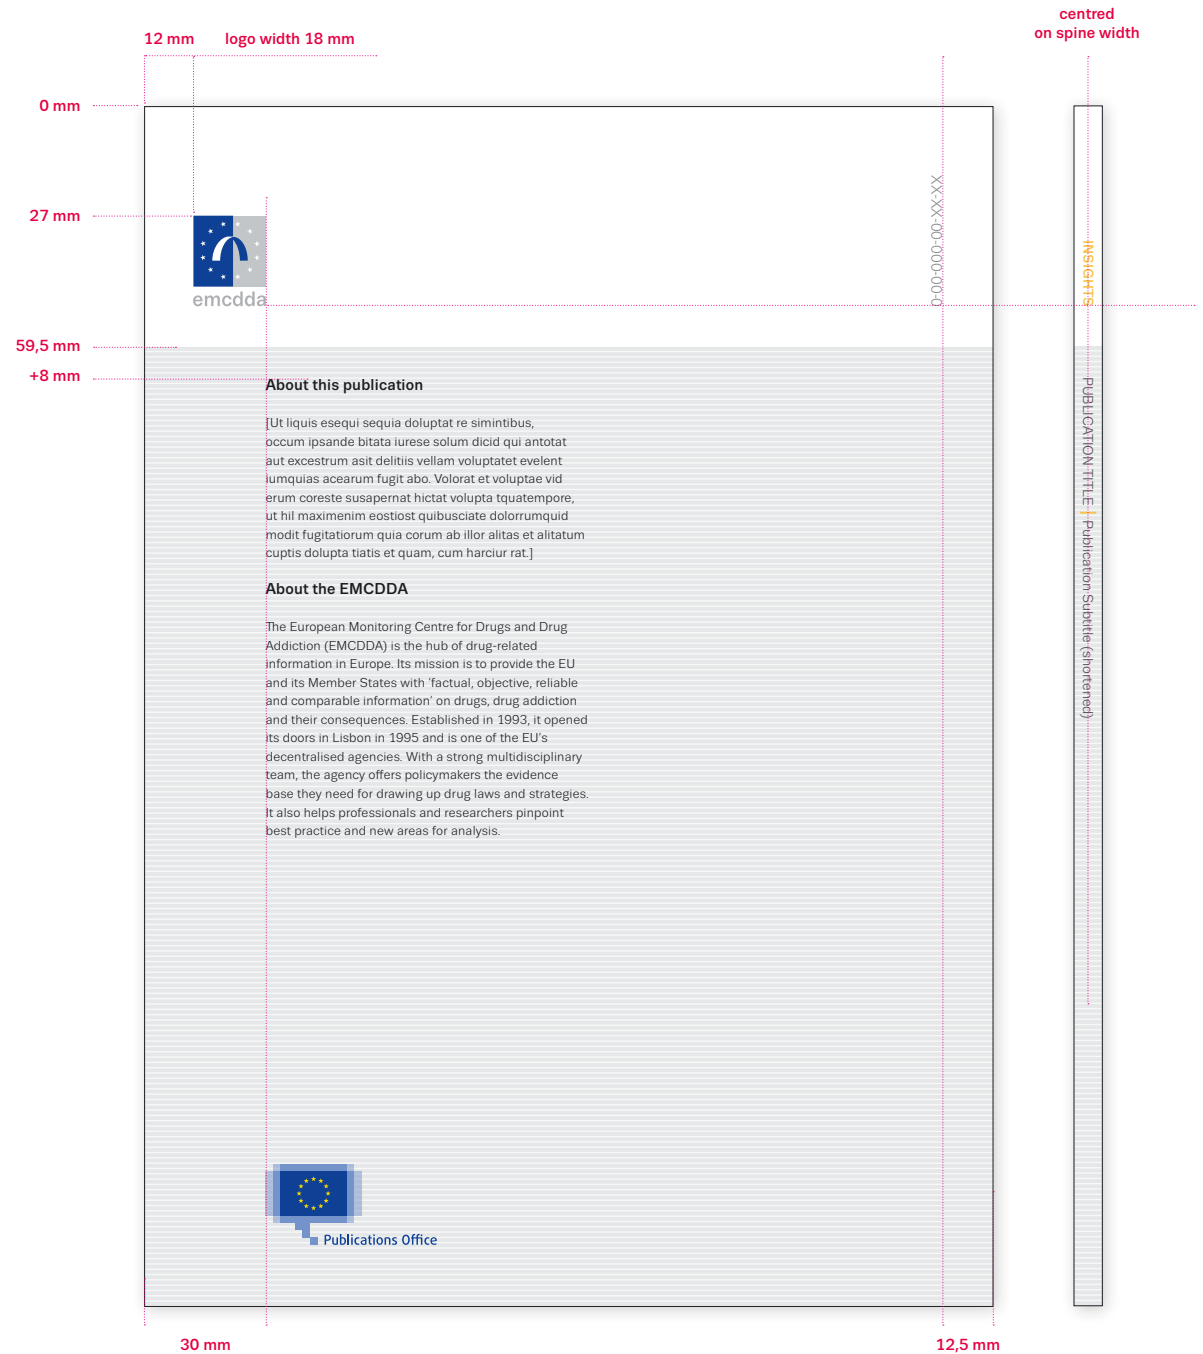 centred
on spine width
12 mm
logo width 18 mm
0 mm
27 mm
emcdda
XX-XX-00-000-00-0
INSIGHTS
59,5 mm
+8 mm
About this publication
[Ut liquis esequi sequia doluptat re simintibus,
occum ipsande bitata iurese solum dicid qui antotat
aut excestrum asit delitiis vellam voluptatet evelent
iumquias acearum fugit abo. Volorat et voluptae vid
erum coreste susapernat hictat volupta tquatempore,
ut hil maximenim eostiost quibusciate dolorrumquid
modit fugitatiorum quia corum ab illor alitas et alitatum
cuptis dolupta tiatis et quam, cum harciur rat.]
PUBLICATION TITLE | Publication Subtitle (shortened)
About the EMCDDA
The European Monitoring Centre for Drugs and Drug
Addiction (EMCDDA) is the hub of drug-related
information in Europe. Its mission is to provide the EU
and its Member States with ‘factual, objective, reliable
and comparable information’ on drugs, drug addiction
and their consequences. Established in 1993, it opened
its doors in Lisbon in 1995 and is one of the EU’s
decentralised agencies. With a strong multidisciplinary
team, the agency offers policymakers the evidence
base they need for drawing up drug laws and strategies.
It also helps professionals and researchers pinpoint
best practice and new areas for analysis.
Publications Office
30 mm
12,5 mm